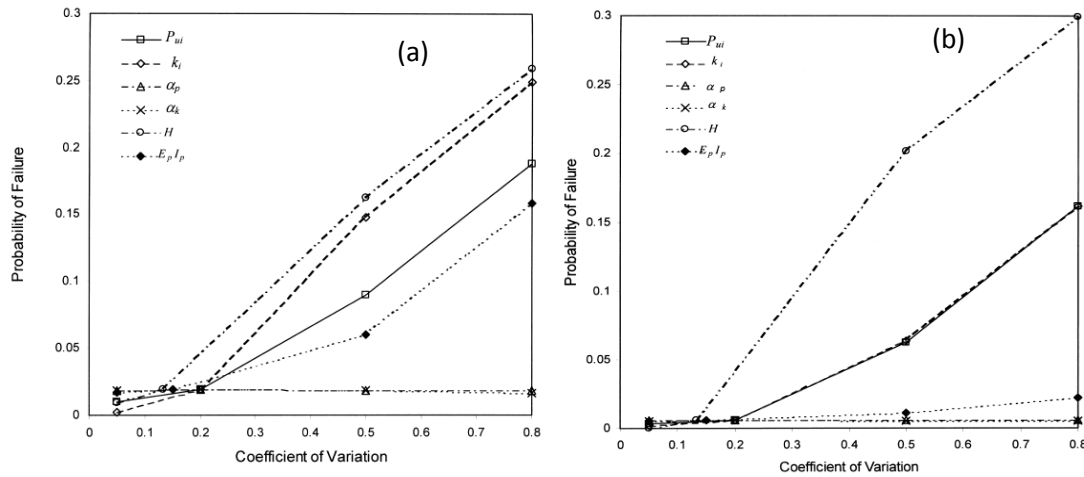 (a)
P_ui
k_i
α_p
α_k
H
E_p I_p
0.3
0.25
0.2
0.15
0.1
0.05
0
0 0.1 0.2 0.3 0.4 0.5 0.6 0.7 0.8
Coefficient of Variation
Probability of Failure
(b)
P_ui
k_i
α_p
α_k
H
E_p I_p
0.3
0.25
0.2
0.15
0.1
0.05
0
0 0.1 0.2 0.3 0.4 0.5 0.6 0.7 0.8
Coefficient of Variation
Probability of Failure